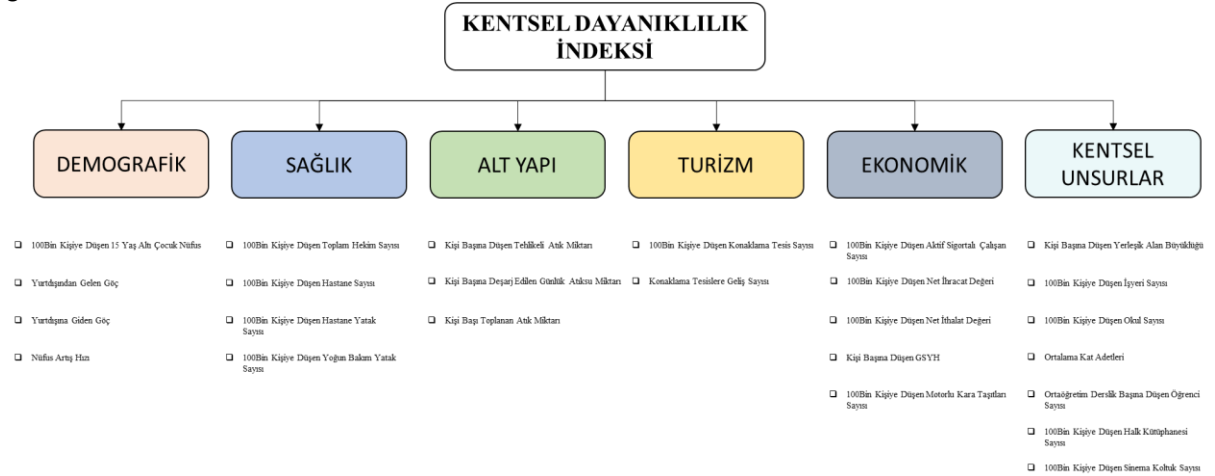 KENTSEL DAYANIKLILIK
İNDEKSİ
DEMOGRAFİK
❑ 100Bin Kişiye Düşen 15 Yaş Altı Çocuk Nüfus
❑ Yurtdışından Gelen Göç
❑ Yurtdışına Giden Göç
❑ Nüfus Artış Hızı
SAĞLIK
❑ 100Bin Kişiye Düşen Toplam Hekim Sayısı
❑ 100Bin Kişiye Düşen Hastane Sayısı
❑ 100Bin Kişiye Düşen Hastane Yatak
Sayısı
❑ 100Bin Kişiye Düşen Yoğun Bakım Yatak
Sayısı
ALT YAPI
❑ Kişi Başına Düşen Tehlikeli Atık Miktarı
❑ Kişi Başına Deşarj Edilen Günlük Atıksu Miktarı
❑ Kişi Başı Toplanan Atık Miktarı
TURİZM
❑ 100Bin Kişiye Düşen Konaklama Tesis Sayısı
❑ Konaklama Tesislere Geliş Sayısı
EKONOMİK
❑ 100Bin Kişiye Düşen Aktif Sigortalı Çalışan
Sayısı
❑ 100Bin Kişiye Düşen Net İhracat Değeri
❑ 100Bin Kişiye Düşen Net İthalat Değeri
❑ Kişi Başına Düşen GSYH
❑ 100Bin Kişiye Düşen Motorlu Kara Taşıtları
Sayısı
KENTSEL
UNSURLAR
❑ Kişi Başına Düşen Yerleşik Alan Büyüklüğü
❑ 100Bin Kişiye Düşen İşyeri Sayısı
❑ 100Bin Kişiye Düşen Okul Sayısı
❑ Ortalama Kat Adetleri
❑ Ortaöğretim Derslik Başına Düşen Öğrenci
Sayısı
❑ 100Bin Kişiye Düşen Halk Kütüphanesi
Sayısı
❑ 100Bin Kişiye Düşen Sinema Koltuk Sayısı